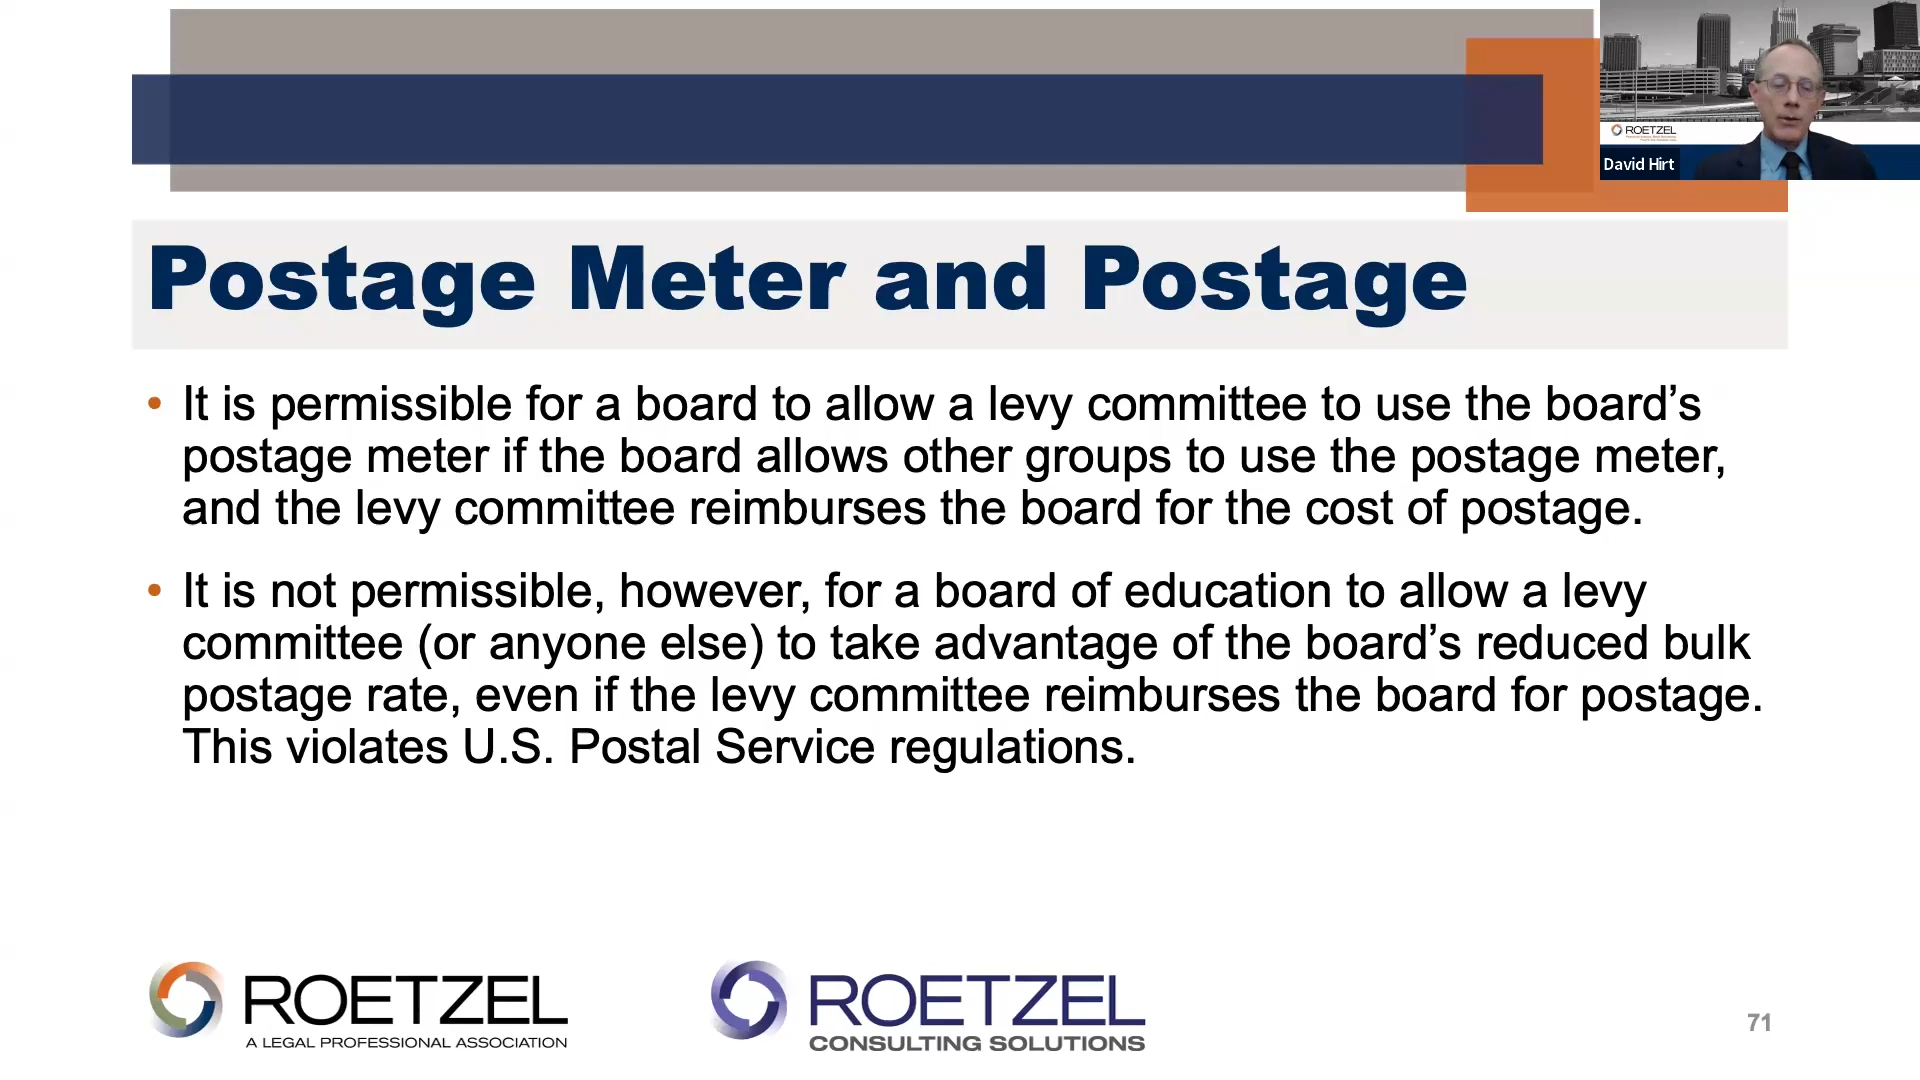 ROETZEL
David Hirt
Postage Meter and Postage
• It is permissible for a board to allow a levy committee to use the board’s
postage meter if the board allows other groups to use the postage meter,
and the levy committee reimburses the board for the cost of postage.
• It is not permissible, however, for a board of education to allow a levy
committee (or anyone else) to take advantage of the board’s reduced bulk
postage rate, even if the levy committee reimburses the board for postage.
This violates U.S. Postal Service regulations.
ROETZEL
A LEGAL PROFESSIONAL ASSOCIATION
ROETZEL
CONSULTING SOLUTIONS
71